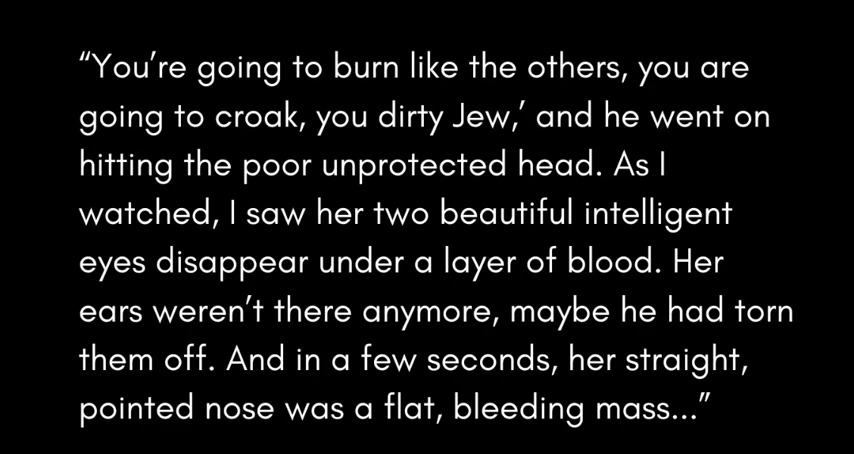 “You’re going to burn like the others, you are
going to croak, you dirty Jew,’ and he went on
hitting the poor unprotected head. As I
watched, I saw her two beautiful intelligent
eyes disappear under a layer of blood. Her
ears weren’t there anymore, maybe he had torn
them off. And in a few seconds, her straight,
pointed nose was a flat, bleeding mass...”